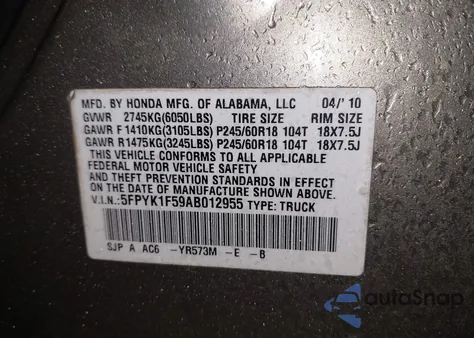 MFD. BY HONDA MFG. OF ALABAMA, LLC 04/'10
GVWR 2745KG(6050LBS) TIRE SIZE RIM SIZE
GAWR F 1410KG(3105LBS) P245/60R18 104T 18X7.5J
GAWR R 1475KG(3245LBS) P245/60R18 104T 18X7.5J
THIS VEHICLE CONFORMS TO ALL APPLICABLE
FEDERAL MOTOR VEHICLE SAFETY
AND THEFT PREVENTION STANDARDS IN EFFECT
ON THE DATE OF MANUFACTURE SHOWN ABOVE.
V.I.N.: 5FPYK1F59AB012955 TYPE: TRUCK
SJP A AC6 -YR573M -E -B
autoSnap